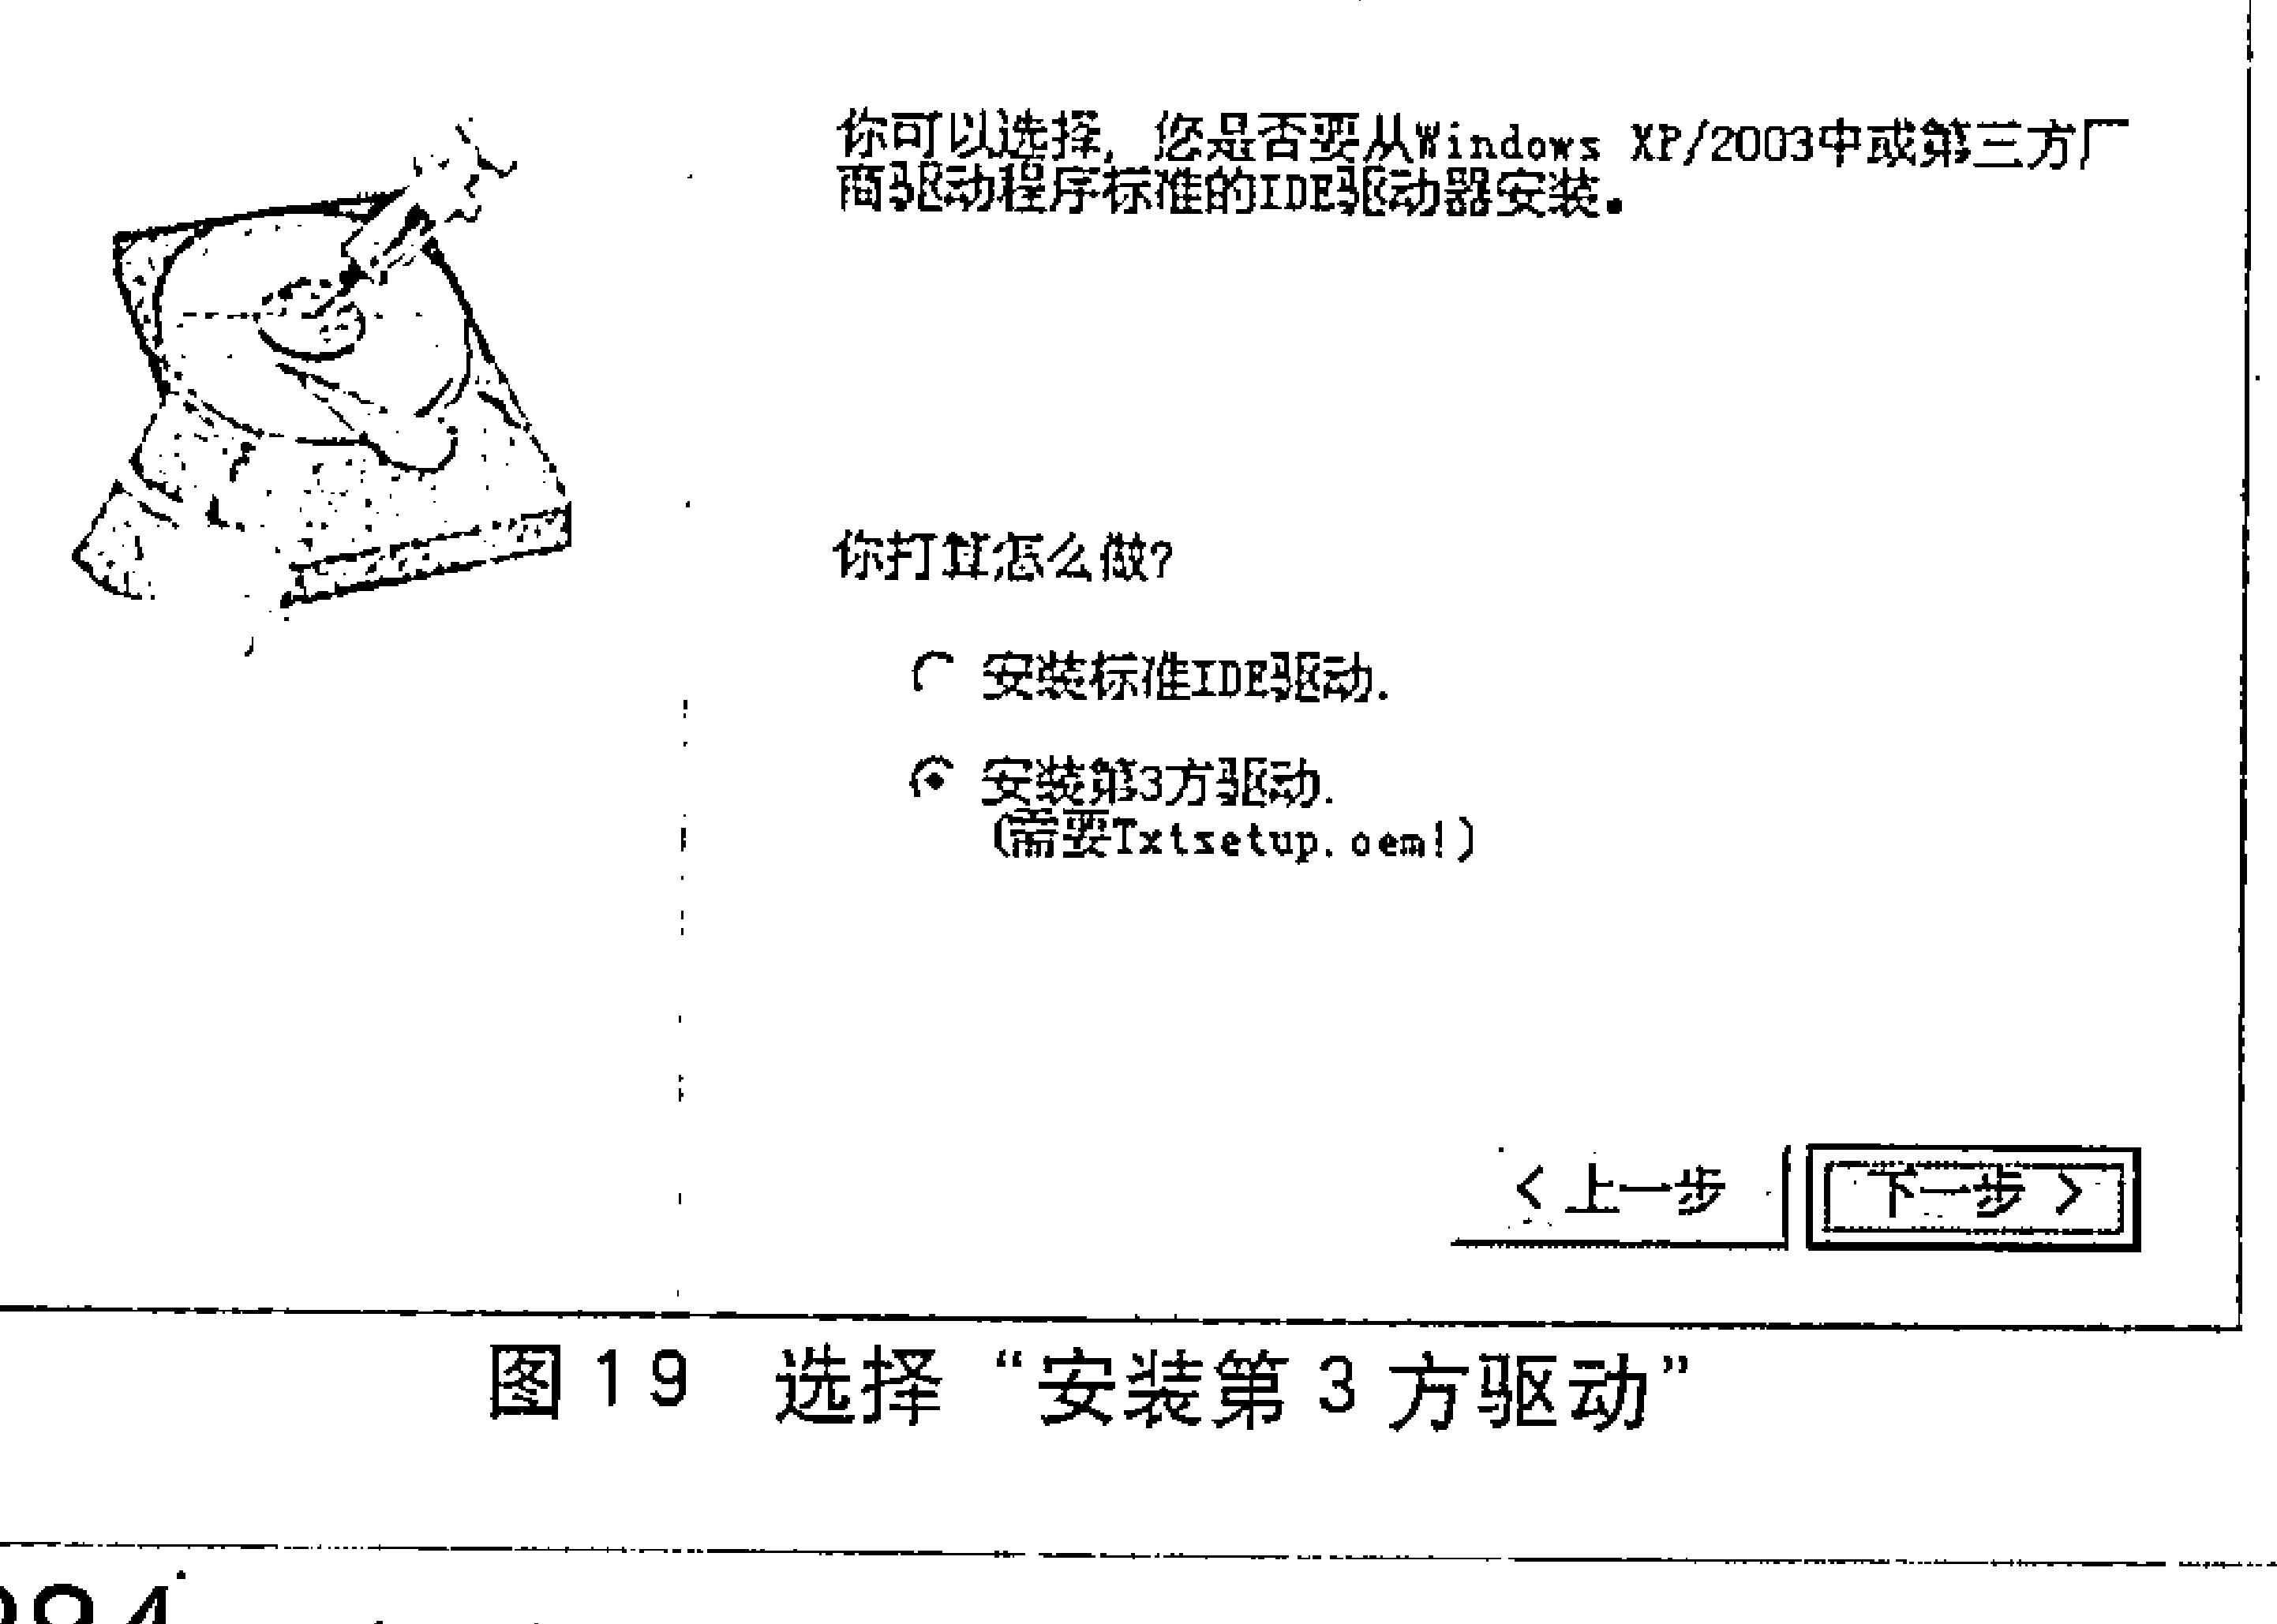 你可以选择，您是否要从Windows XP/2003中或第三方厂
商驱动程序标准的IDE驱动器安装。
你打算怎么做？
安装标准IDE驱动.
安装第3方驱动.
(需要Txtsetup.oem!)
< 上一步
下一步 >
图19 选择“安装第3方驱动”